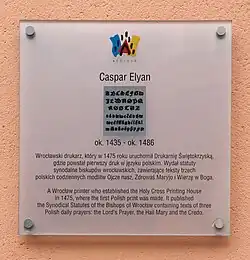 Caspar Elyan
ok. 1435 - ok. 1486
Wrocławski drukarz, który w 1475 roku uruchomił Drukarnię Świętokrzyską,
gdzie powstał pierwszy druk w języku polskim. Wydał statuty
synodalne biskupów wrocławskich, zawierające teksty trzech
polskich codziennych modlitw Ojcze nasz, Zdrowaś Maryjo i Wierzę w Boga.
A Wrocław printer who established the Holy Cross Printing House
in 1475, where the first Polish print was made. It published
the Synodical Statutes of the Bishops of Wrocław containing texts of three
Polish daily prayers: the Lord's Prayer, the Hail Mary and the Credo.